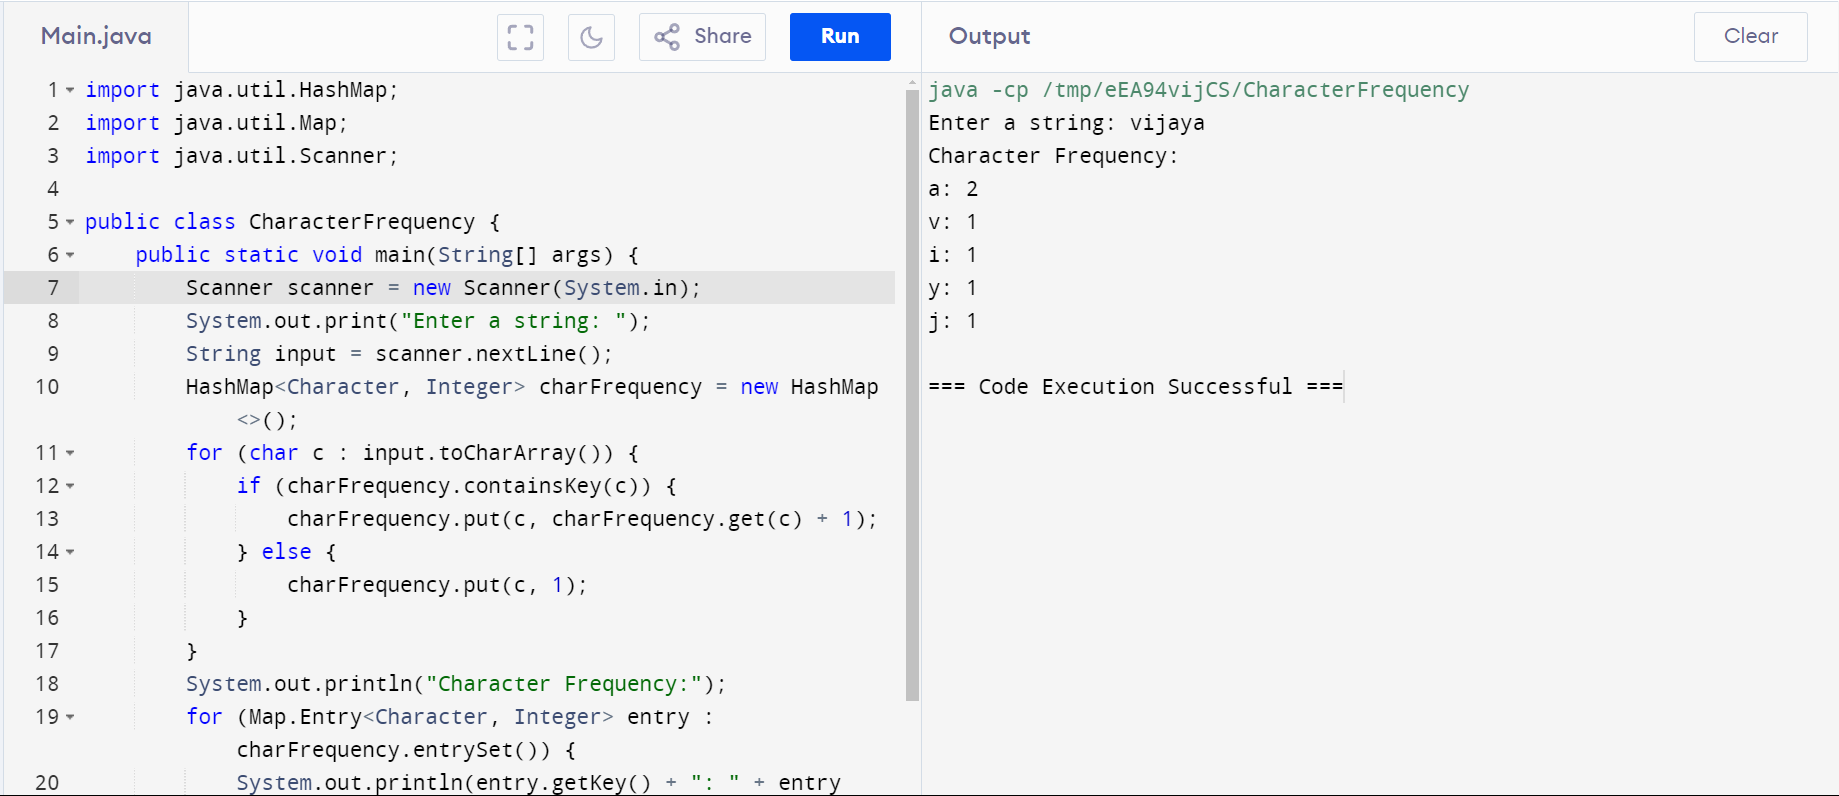 Main.java
Share
Run
Output
Clear
1 import java.util.HashMap;
2 import java.util.Map;
3 import java.util.Scanner;
4
5 public class CharacterFrequency {
6     public static void main(String[] args) {
7         Scanner scanner = new Scanner(System.in);
8         System.out.print("Enter a string: ");
9         String input = scanner.nextLine();
10         HashMap<Character, Integer> charFrequency = new HashMap
            <>();
11         for (char c : input.toCharArray()) {
12             if (charFrequency.containsKey(c)) {
13                 charFrequency.put(c, charFrequency.get(c) + 1);
14             } else {
15                 charFrequency.put(c, 1);
16             }
17         }
18         System.out.println("Character Frequency:");
19         for (Map.Entry<Character, Integer> entry :
            charFrequency.entrySet()) {
20             System.out.println(entry.getKey() + ": " + entry
java -cp /tmp/eEA94vijCS/CharacterFrequency
Enter a string: vijaya
Character Frequency:
a: 2
v: 1
i: 1
y: 1
j: 1
=== Code Execution Successful ===